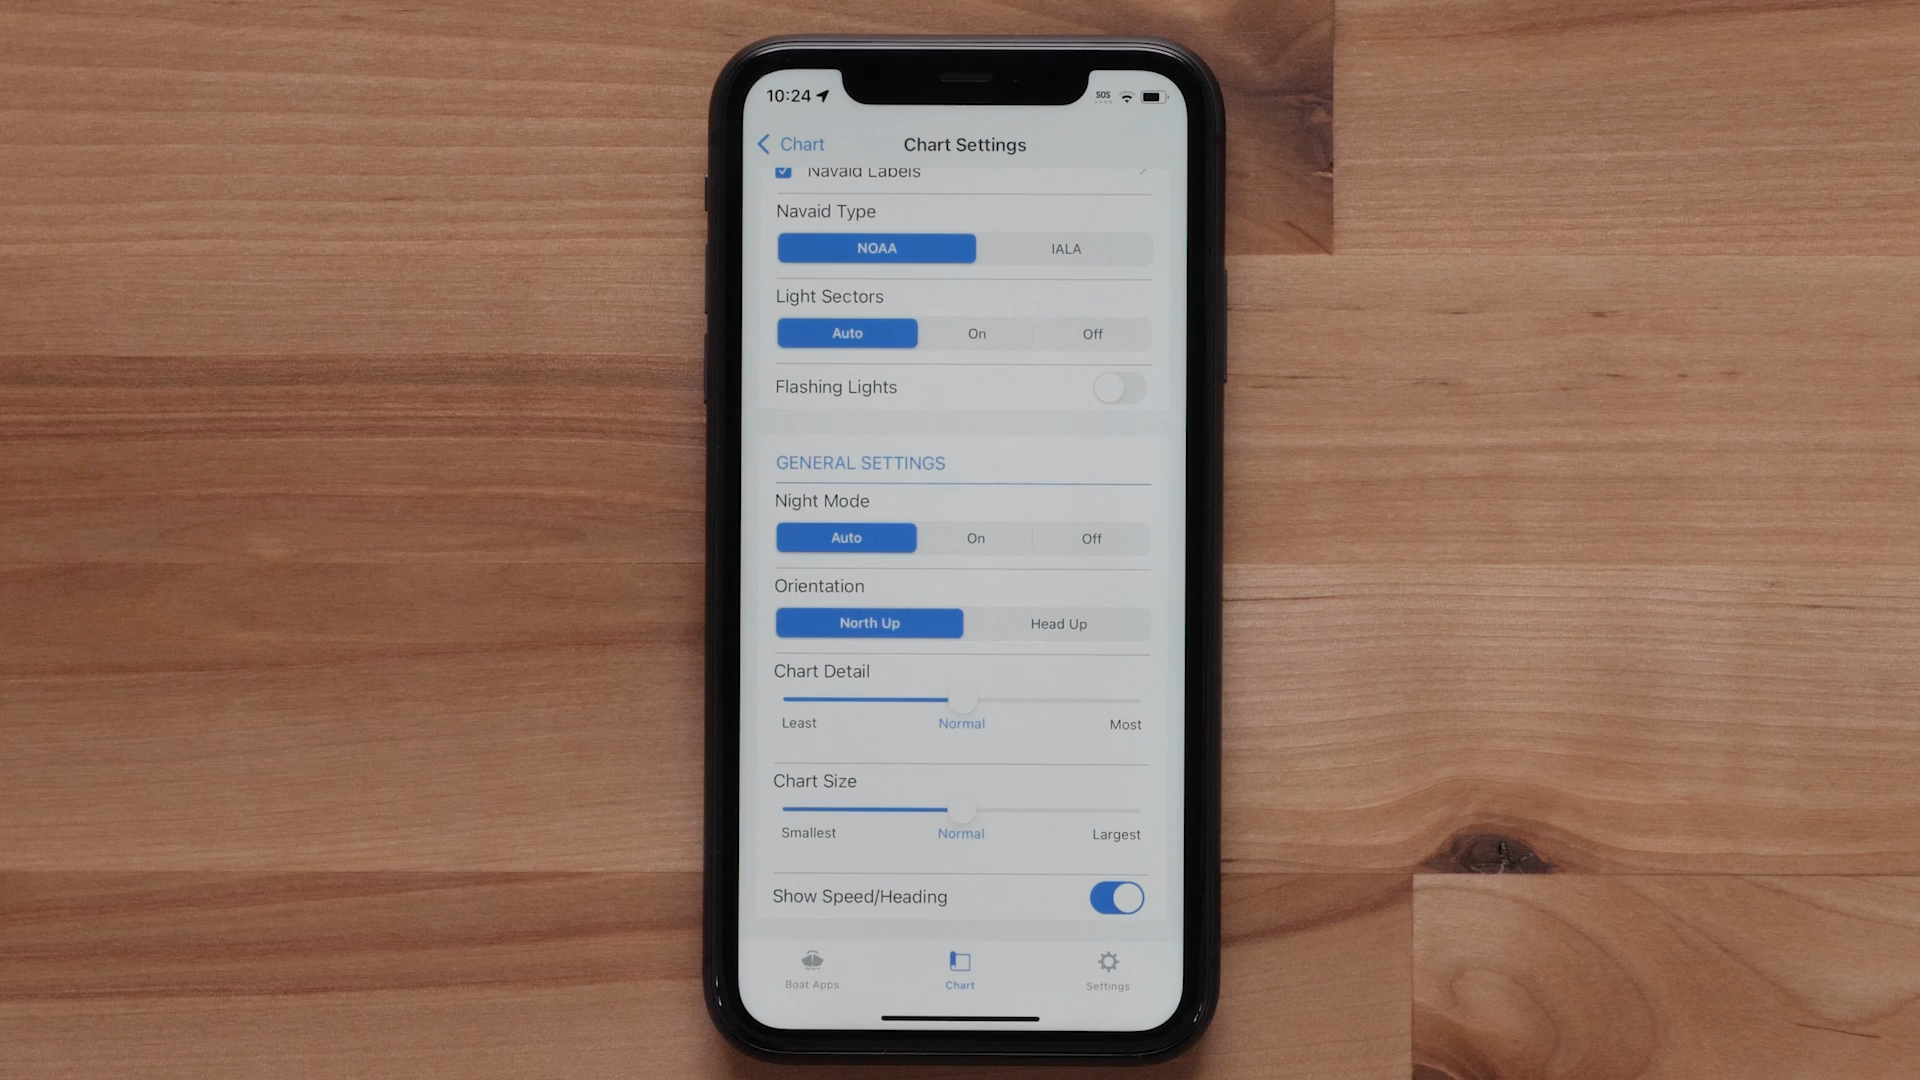 10:24 SOS
Chart Chart Settings
Navaid Labels
Navaid Type
NOAA IALA
Light Sectors
Auto On Off
Flashing Lights
GENERAL SETTINGS
Night Mode
Auto On Off
Orientation
North Up Head Up
Chart Detail
Least Normal Most
Chart Size
Smallest Normal Largest
Show Speed/Heading
Boat Apps Chart Settings